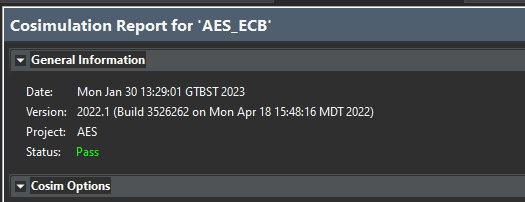 Cosimulation Report for 'AES_ECB'
General Information
Date: Mon Jan 30 13:29:01 GTBST 2023
Version: 2022.1 (Build 3526262 on Mon Apr 18 15:48:16 MDT 2022)
Project: AES
Status: Pass
Cosim Options